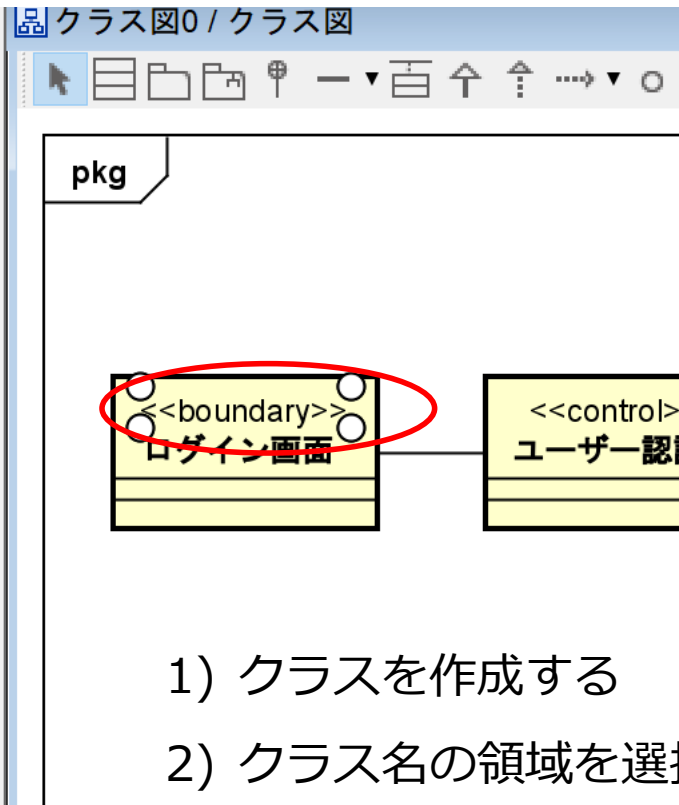 クラス図0 / クラス図
pkg
<<boundary>>
ログイン画面
<<control>
ユーザー認
1) クラスを作成する
2) クラス名の領域を選